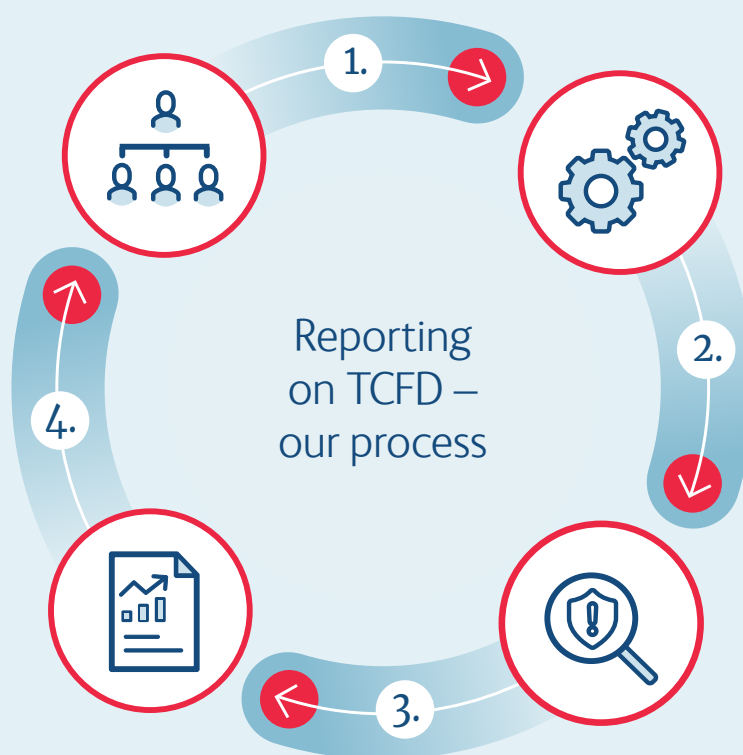 1.
2.
Reporting
on TCFD –
our process
4.
3.